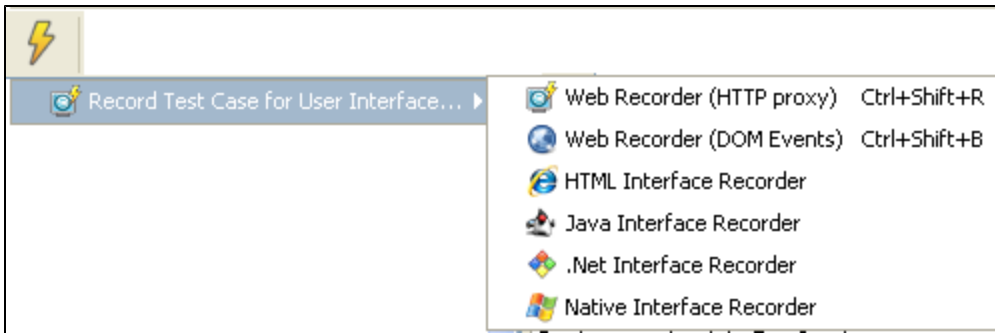 Record Test Case for User Interface...
Web Recorder (HTTP proxy) Ctrl+Shift+R
Web Recorder (DOM Events) Ctrl+Shift+B
HTML Interface Recorder
Java Interface Recorder
.Net Interface Recorder
Native Interface Recorder